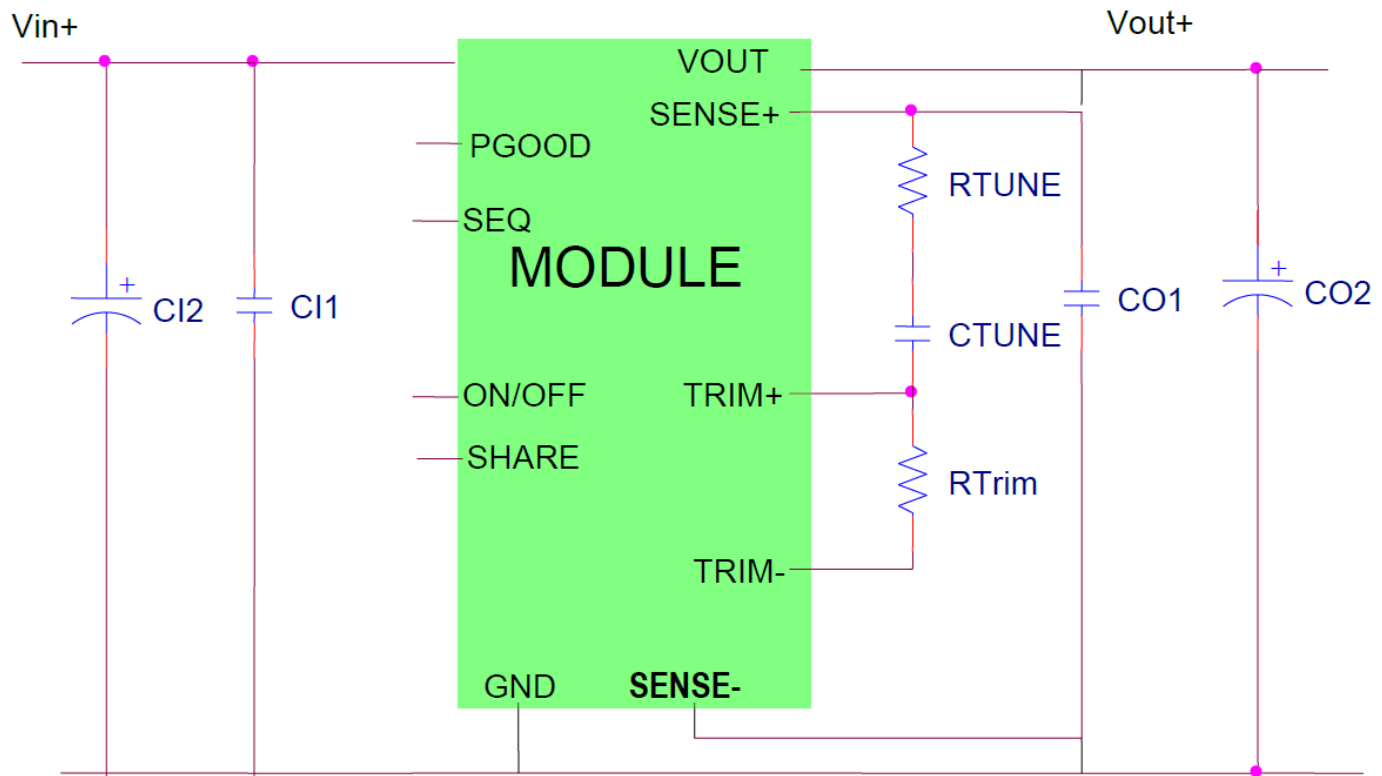 Vin+
Vout+
VOUT
SENSE+
PGOOD
RTUNE
SEQ
MODULE
+
CI2
CI1
CO1
+
CO2
CTUNE
ON/OFF
TRIM+
SHARE
RTrim
TRIM-
GND
SENSE-